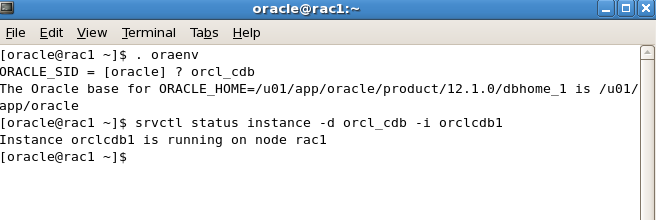 oracle@rac1:~
File Edit View Terminal Tabs Help
[oracle@rac1 ~]$ . oraenv
ORACLE_SID = [oracle] ? orcl_cdb
The Oracle base for ORACLE_HOME=/u01/app/oracle/product/12.1.0/dbhome_1 is /u01/
app/oracle
[oracle@rac1 ~]$ srvctl status instance -d orcl_cdb -i orclcdb1
Instance orclcdb1 is running on node rac1
[oracle@rac1 ~]$